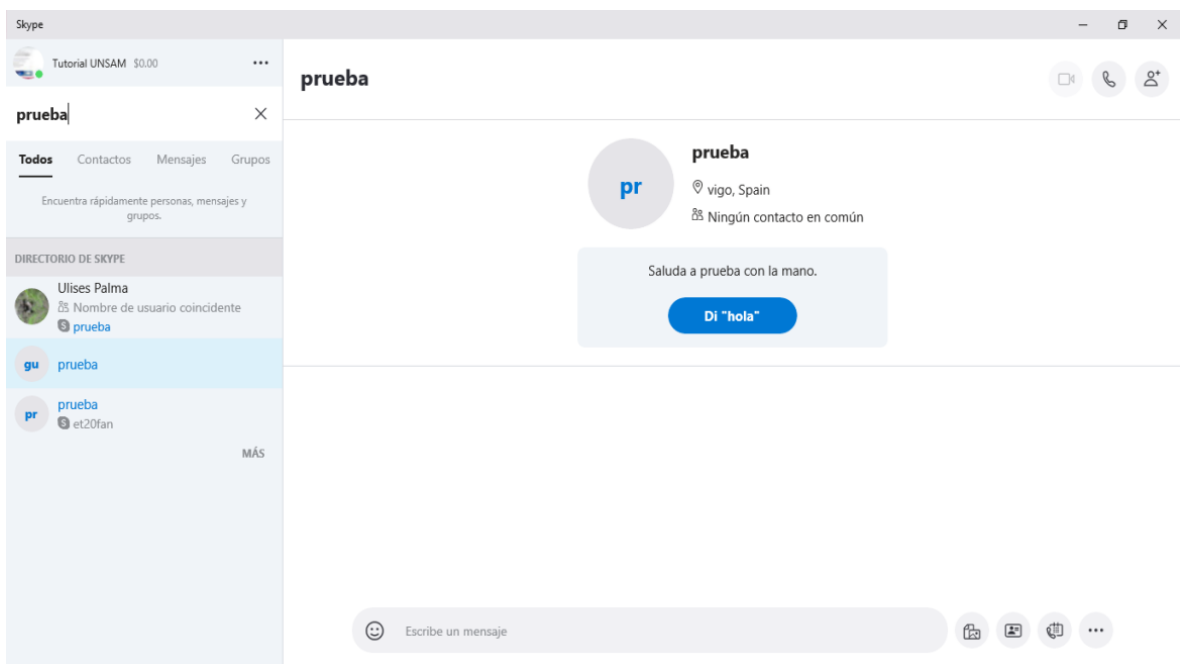 Skype
Tutorial UNSAM $0.00
prueba
Todos Contactos Mensajes Grupos
Encuentra rápidamente personas, mensajes y
grupos.
DIRECTORIO DE SKYPE
Ulises Palma
Nombre de usuario coincidente
prueba
gu prueba
prueba
pr
et20fan
MÁS
prueba
pr
prueba
vigo, Spain
Ningún contacto en común
Saluda a prueba con la mano.
Di "hola"
Escribe un mensaje